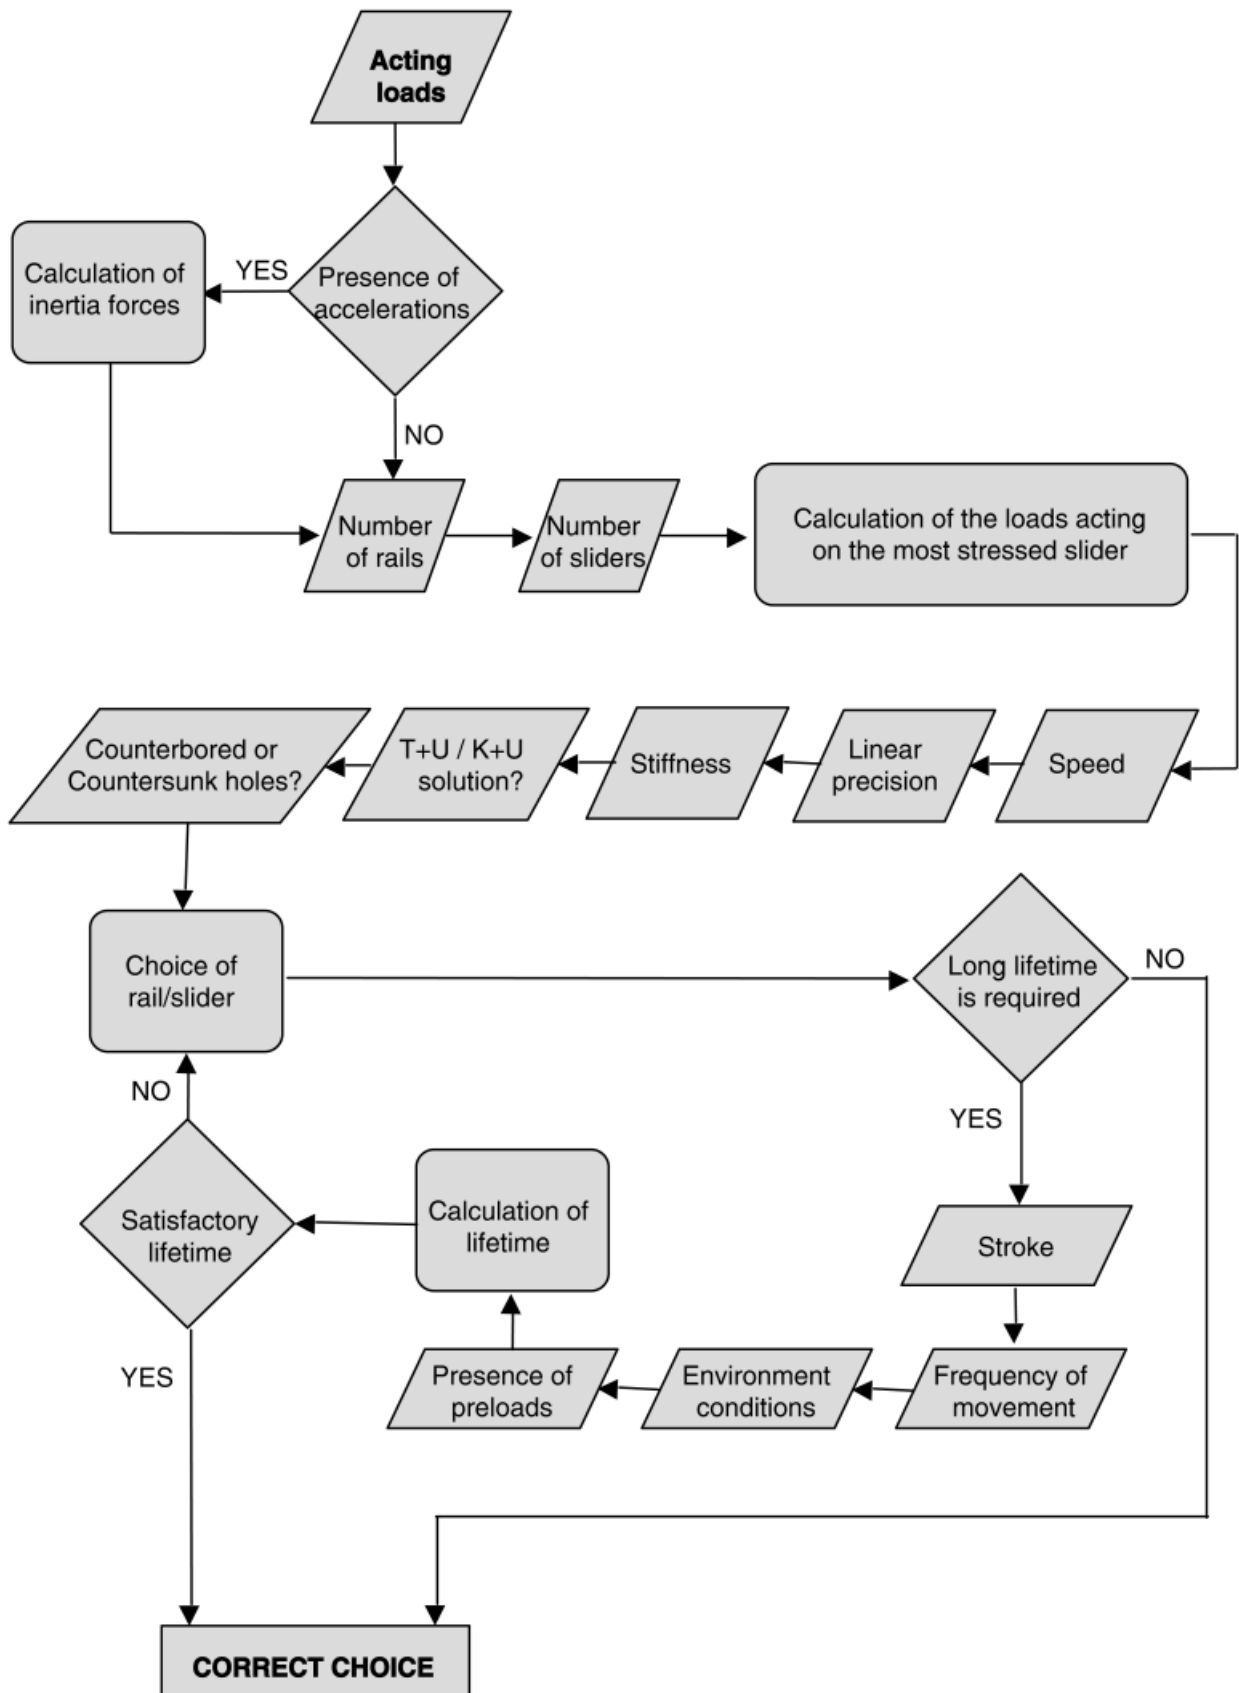 Acting
loads
YES
Calculation of
inertia forces
Presence of
accelerations
NO
Number
of rails
Number
of sliders
Calculation of the loads acting
on the most stressed slider
Counterbored or
Countersunk holes?
T+U / K+U
solution?
Stiffness
Linear
precision
Speed
Choice of
rail/slider
Long lifetime
is required
NO
NO
YES
Satisfactory
lifetime
Calculation of
lifetime
Stroke
YES
Presence of
preloads
Environment
conditions
Frequency of
movement
CORRECT CHOICE